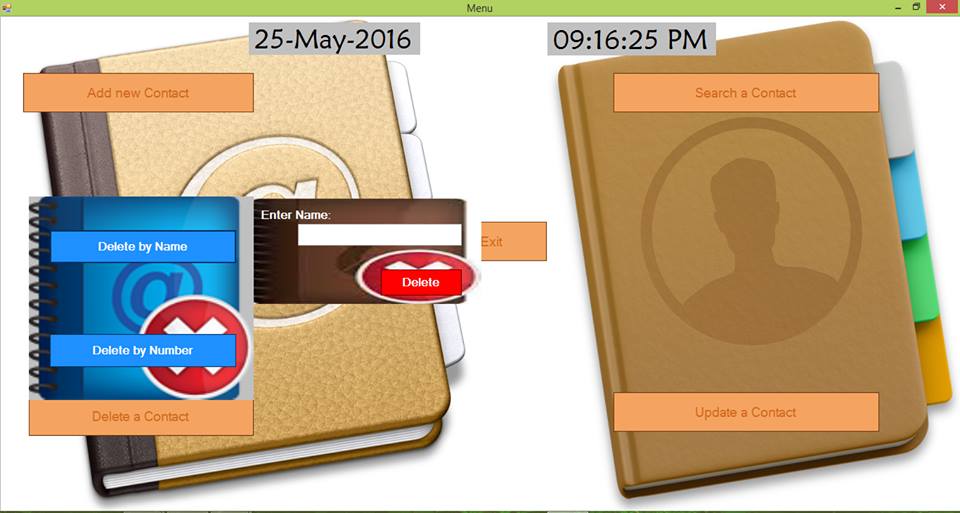 Menu
25-May-2016
09:16:25 PM
Add new Contact
Search a Contact
Enter Name:
Delete by Name
Exit
Delete
Delete by Number
Delete a Contact
Update a Contact